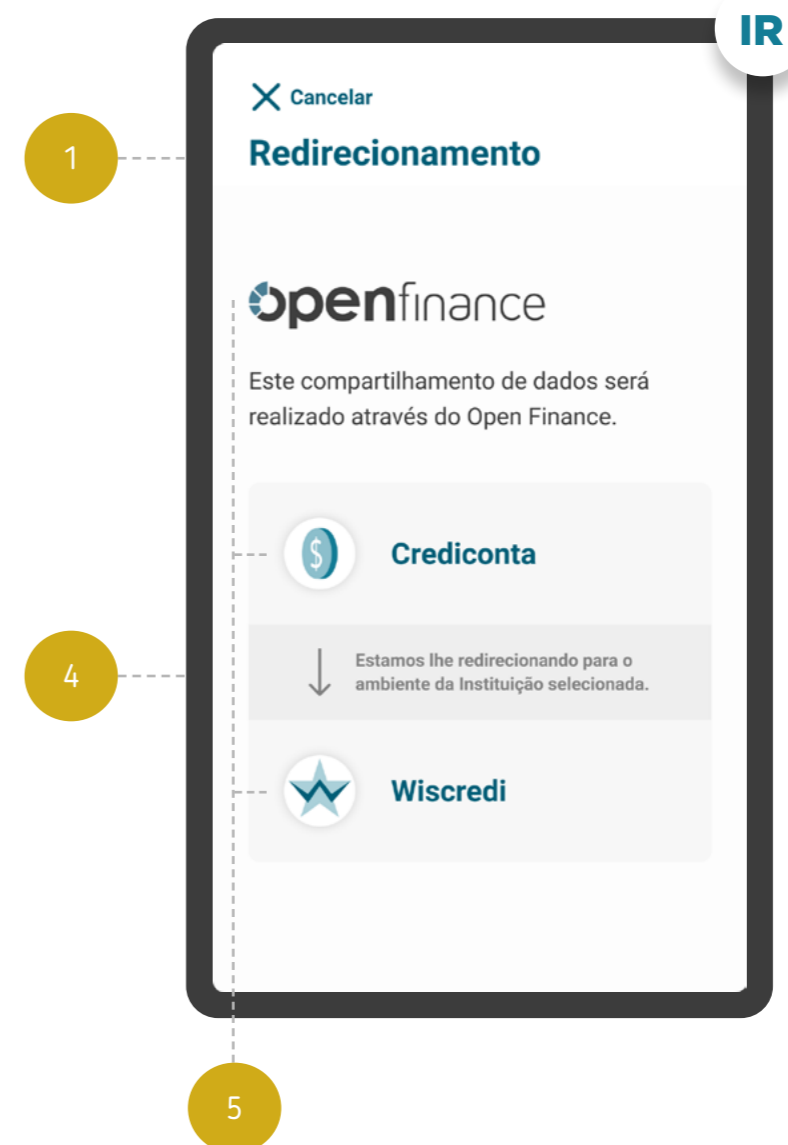 IR
Cancelar
1
Redirecionamento
openfinance
Este compartilhamento de dados será
realizado através do Open Finance.
$
Crediconta
4
Estamos lhe redirecionando para o
ambiente da Instituição selecionada.
Wiscredi
5